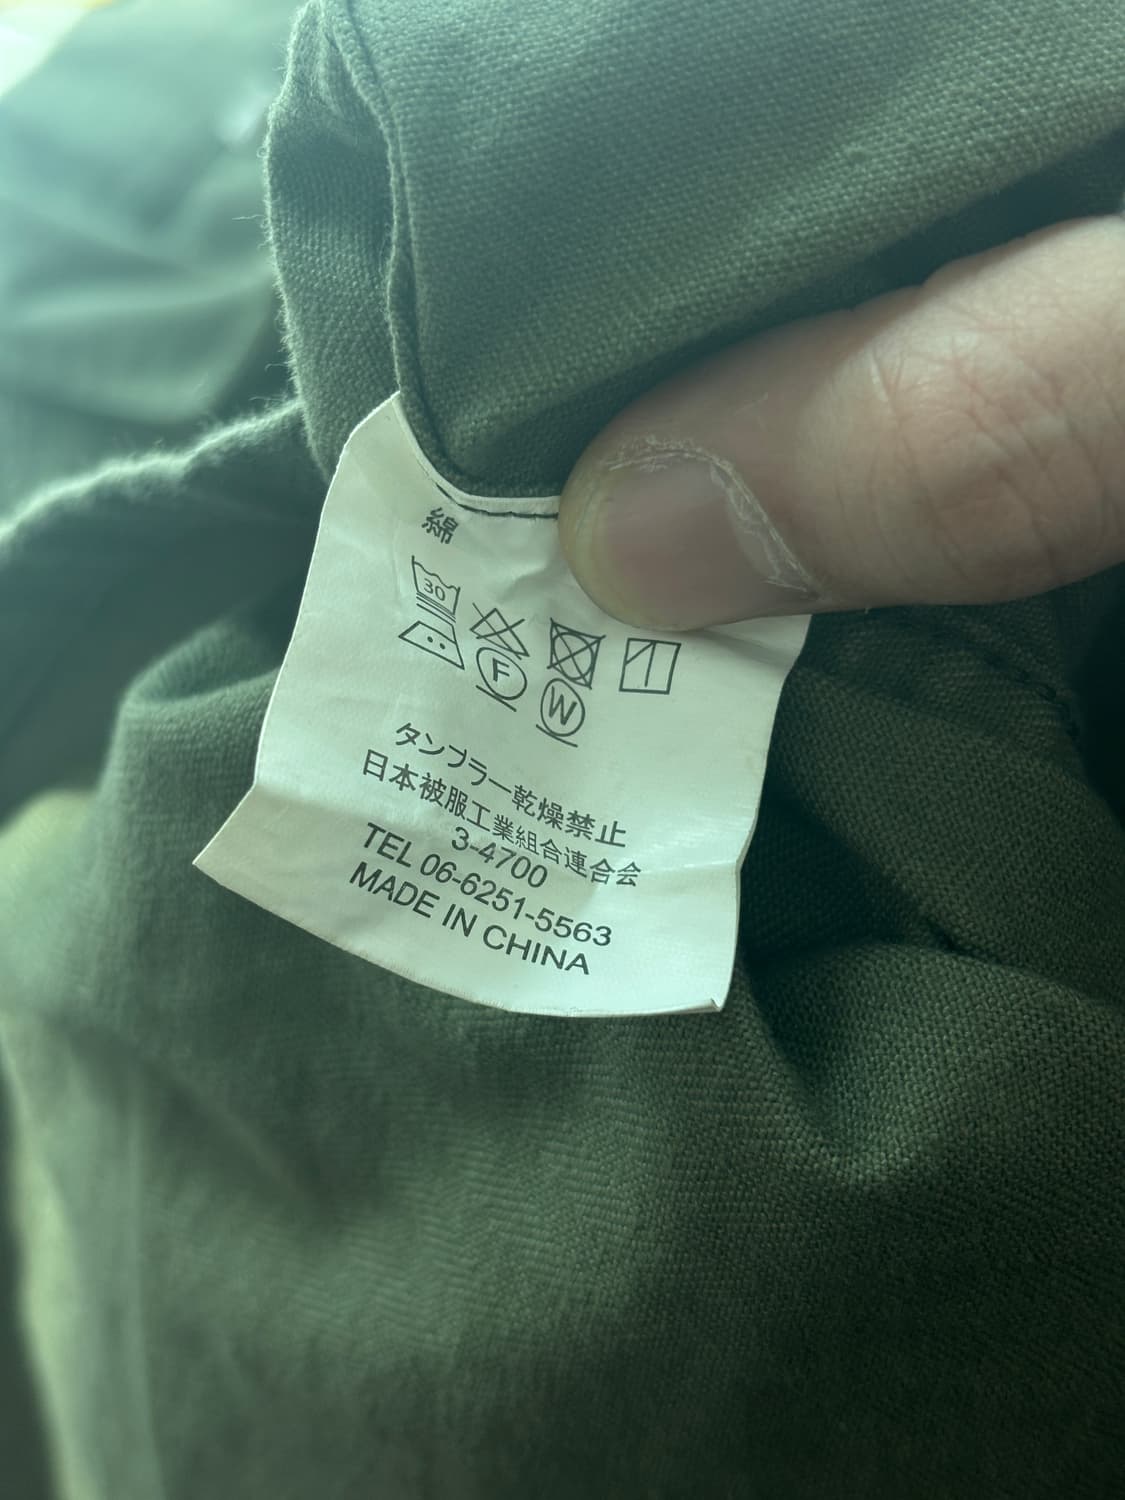 綿
30
F
W
タンブラー乾燥禁止
日本被服工業組合連合会
3-4700
TEL 06-6251-5563
MADE IN CHINA